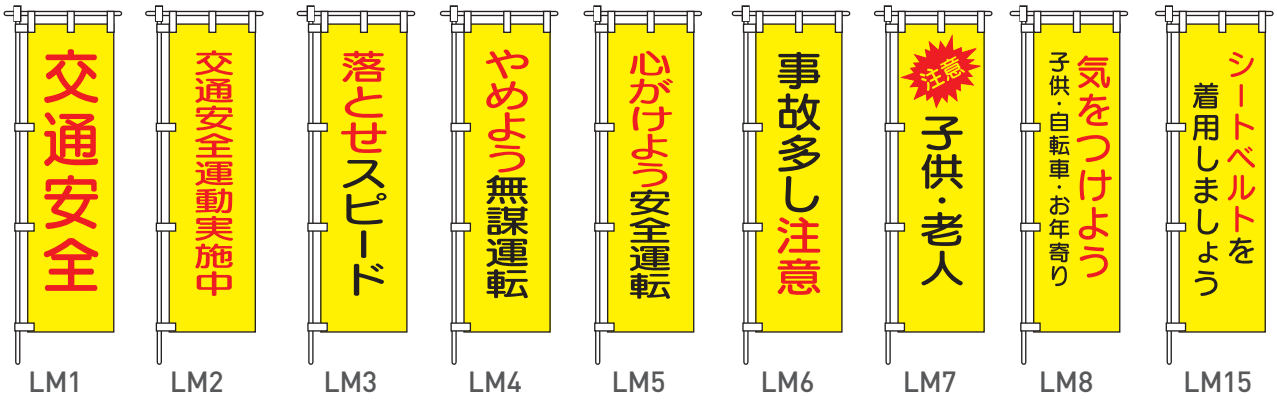 交通安全
交通安全運動実施中
落とせスピード
やめよう無謀運転
心がけよう安全運転
事故多し注意
注意
子供・老人
気をつけよう
子供・自転車・お年寄り
シートベルトを
着用しましょう
LM1
LM2
LM3
LM4
LM5
LM6
LM7
LM8
LM15